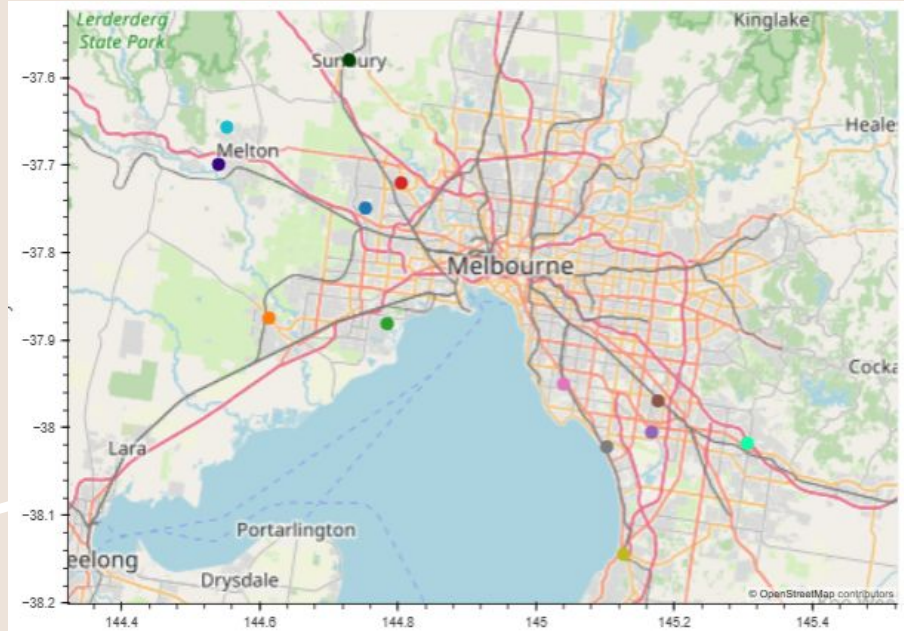 Lerderderg
State Park
Kinglake
Sunbury
−37.6
Heale
Melton
−37.7
−37.8
Melbourne
−37.9
Cocka
−38
Lara
−38.1
Portarlington
eelong
Drysdale
© OpenStreetMap contributors
−38.2
144.4 144.6 144.8 145 145.2 145.4